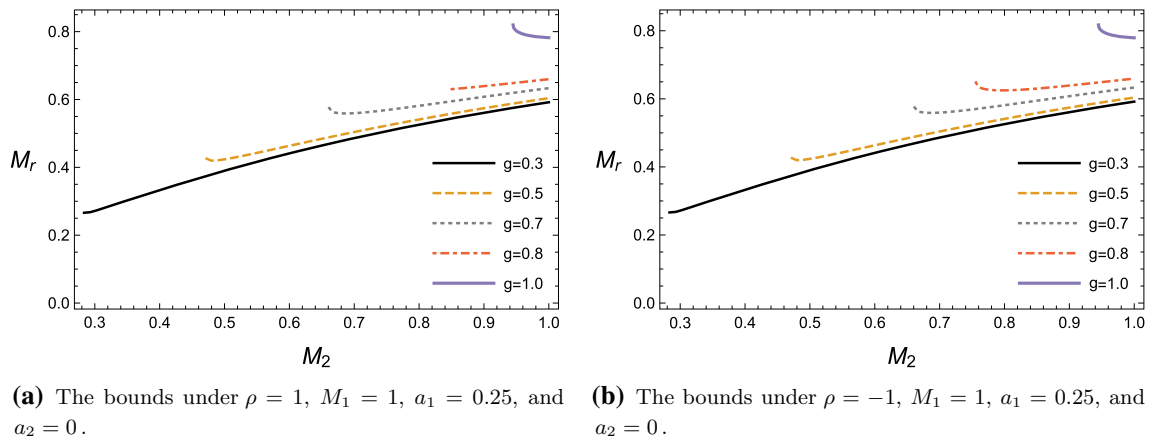 0.8
0.6
0.4
0.2
0.0
M_r
0.3 0.4 0.5 0.6 0.7 0.8 0.9 1.0
M_2
g=0.3
g=0.5
g=0.7
g=0.8
g=1.0
(a) The bounds under ρ = 1, M_1 = 1, a_1 = 0.25, and
a_2 = 0.
0.8
0.6
0.4
0.2
0.0
M_r
0.3 0.4 0.5 0.6 0.7 0.8 0.9 1.0
M_2
g=0.3
g=0.5
g=0.7
g=0.8
g=1.0
(b) The bounds under ρ = −1, M_1 = 1, a_1 = 0.25, and
a_2 = 0.